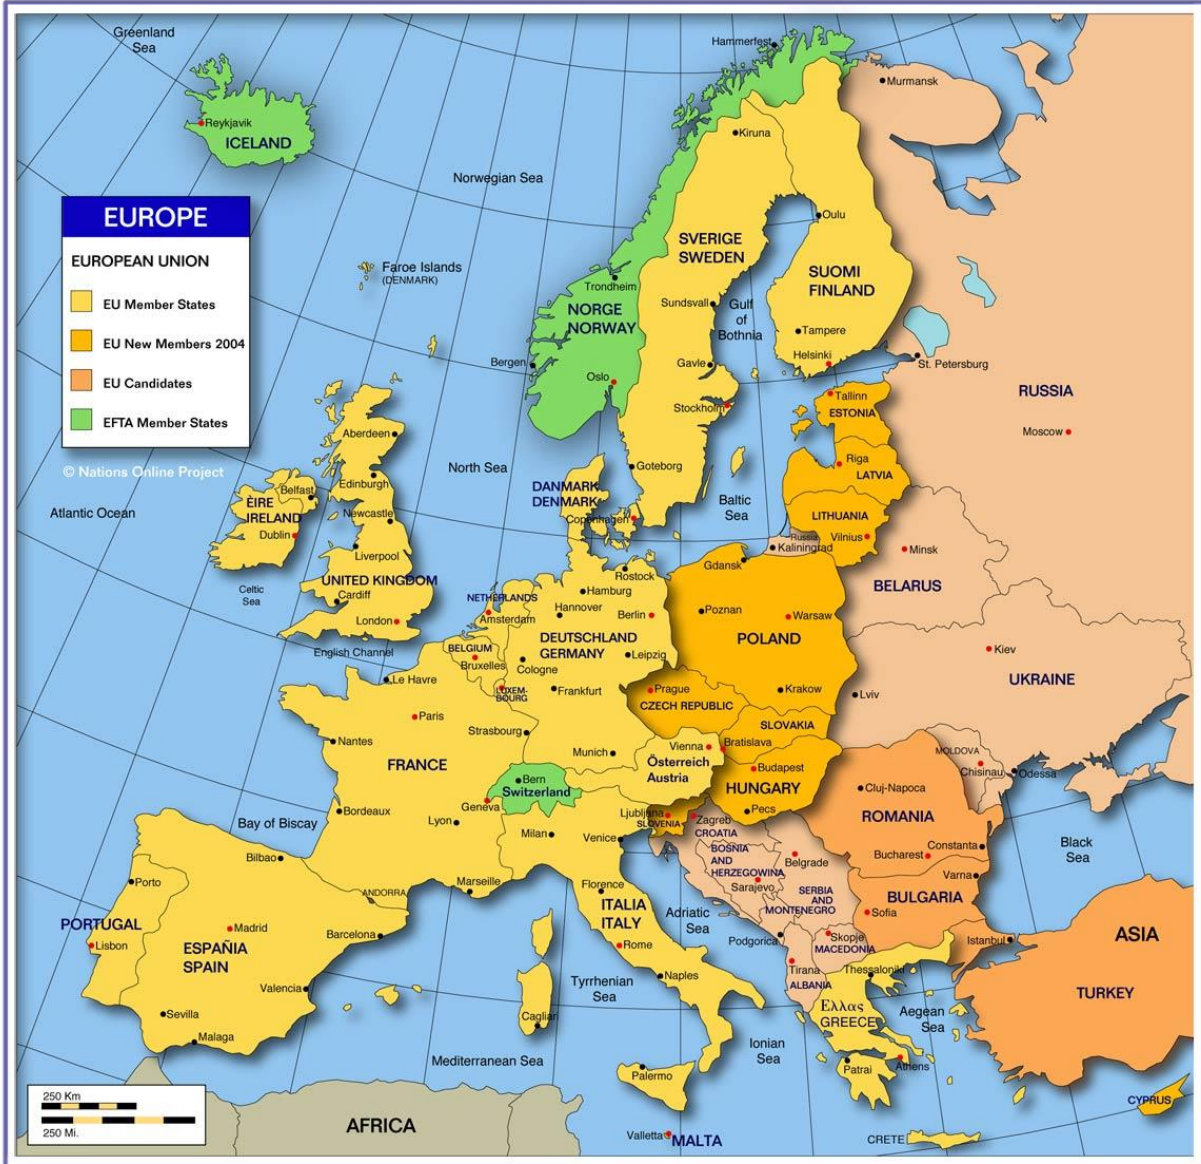 Greenland
Sea
Hammerfest
Murmansk
Reykjavik
ICELAND
Kiruna
Norwegian Sea
EUROPE
EUROPEAN UNION
EU Member States
EU New Members 2004
EU Candidates
EFTA Member States
© Nations Online Project
Faroe Islands
(DENMARK)
Oulu
SVERIGE
SWEDEN
SUOMI
FINLAND
Trondheim
NORGE
NORWAY
Sundsvall
Gulf
of
Bothnia
Tampere
Bergen
Gavle
Helsinki
St. Petersburg
Oslo
Stockholm
Tallinn
ESTONIA
RUSSIA
Moscow
Aberdeen
North Sea
Goteborg
Riga
LATVIA
Edinburgh
DANMARK
DENMARK
Copenhagen
Baltic
Sea
LITHUANIA
Vilnius
Russia
Kaliningrad
Minsk
BELARUS
Atlantic Ocean
Belfast
ÈIRE
IRELAND
Dublin
Newcastle
Liverpool
UNITED KINGDOM
Cardiff
London
Celtic
Sea
English Channel
Gdansk
Rostock
Hamburg
NETHERLANDS
Amsterdam
Hannover
Berlin
Poznan
Warsaw
POLAND
DEUTSCHLAND
GERMANY
Leipzig
BELGIUM
Bruxelles
Cologne
Kiev
UKRAINE
Le Havre
LUXEM-
BOURG
Frankfurt
Prague
CZECH REPUBLIC
Krakow
Lviv
Paris
Strasbourg
SLOVAKIA
Nantes
Munich
Vienna
Bratislava
Österreich
Austria
Budapest
HUNGARY
MOLDOVA
Chisinau
Odessa
FRANCE
Bern
Switzerland
Geneva
Cluj-Napoca
ROMANIA
Bordeaux
Lyon
Ljubljana
SLOVENIA
Zagreb
CROATIA
Pecs
Bay of Biscay
Milan
Venice
BOSNIA
AND
HERZEGOWINA
Sarajevo
Belgrade
SERBIA
AND
MONTENEGRO
Bucharest
Constanta
Black
Sea
Bilbao
Porto
ANDORRA
Marseille
Florence
Varna
BULGARIA
Sofia
ITALIA
ITALY
Adriatic
Sea
PORTUGAL
Lisbon
Madrid
ESPAÑIA
SPAIN
Barcelona
Rome
Podgorica
Skopje
MACEDONIA
Istanbul
ASIA
Tirana
ALBANIA
Thessaloniki
Naples
Tyrrhenian
Sea
Valencia
TURKEY
Ελλας
GREECE
Aegean
Sea
Sevilla
Malaga
Cagliari
Mediterranean Sea
Ionian
Sea
Palermo
Patrai
Athens
250 Km
250 Mi.
AFRICA
Valletta
MALTA
CRETE
CYPRUS